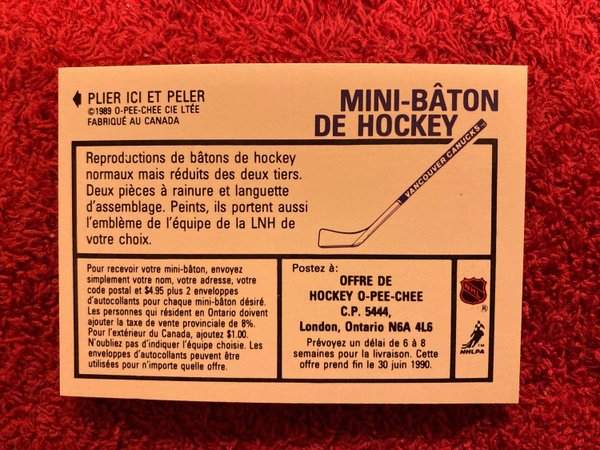 PLIER ICI ET PELER
©1989 O-PEE-CHEE CIE LTÉE
FABRIQUÉ AU CANADA
MINI-BÂTON
DE HOCKEY
VANCOUVER CANUCKS
Reproductions de bâtons de hockey
normaux mais réduits des deux tiers.
Deux pièces à rainure et languette
d'assemblage. Peints, ils portent aussi
l'emblème de l'équipe de la LNH de
votre choix.
Pour recevoir votre mini-bâton, envoyez
simplement votre nom, votre adresse, votre
code postal et $4.95 plus 2 enveloppes
d'autocollants pour chaque mini-bâton désiré.
Les personnes qui résident en Ontario doivent
ajouter la taxe de vente provinciale de 8%.
Pour l'extérieur du Canada, ajoutez $1.00.
N'oubliez pas d'indiquer l'équipe choisie. Les
enveloppes d'autocollants peuvent être
utilisées pour n'importe quelle offre.
Postez à:
OFFRE DE
HOCKEY O-PEE-CHEE
C.P. 5444,
London, Ontario N6A 4L6
Prévoyez un délai de 6 à 8
semaines pour la livraison. Cette
offre prend fin le 30 juin 1990.
NHL
®
TM
NHLPA